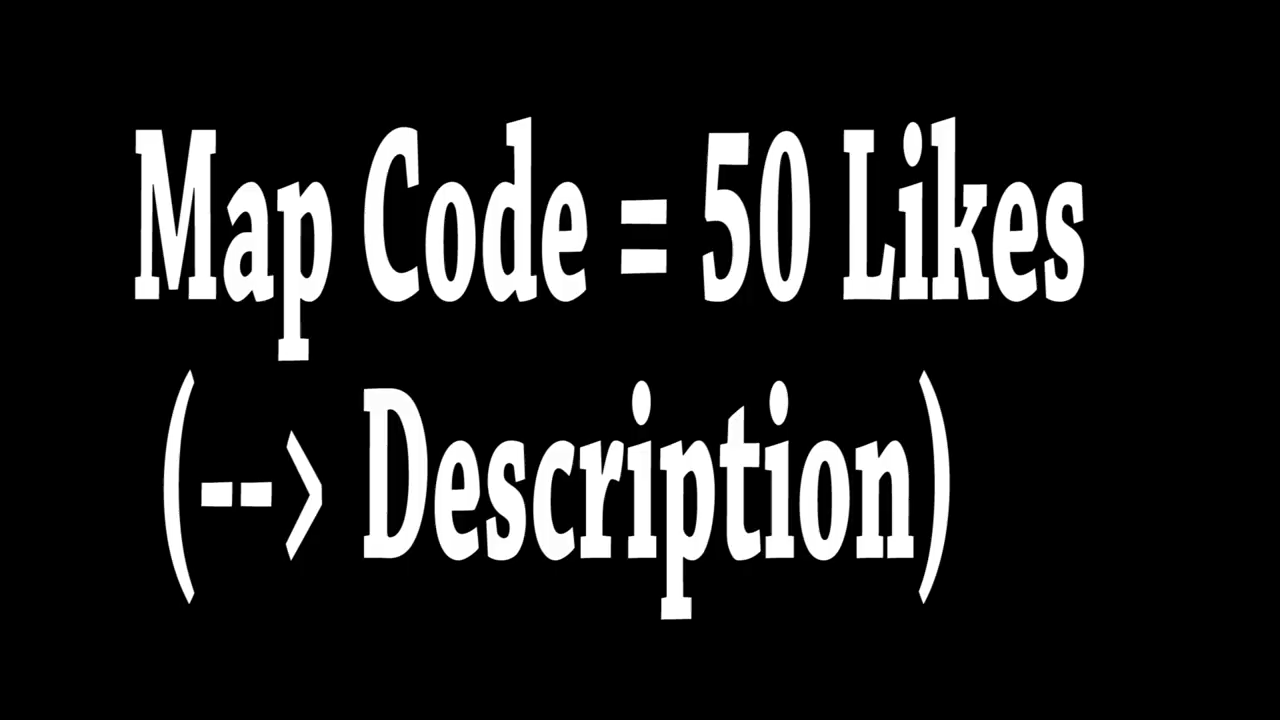 Map Code = 50 Likes
(--> Description)